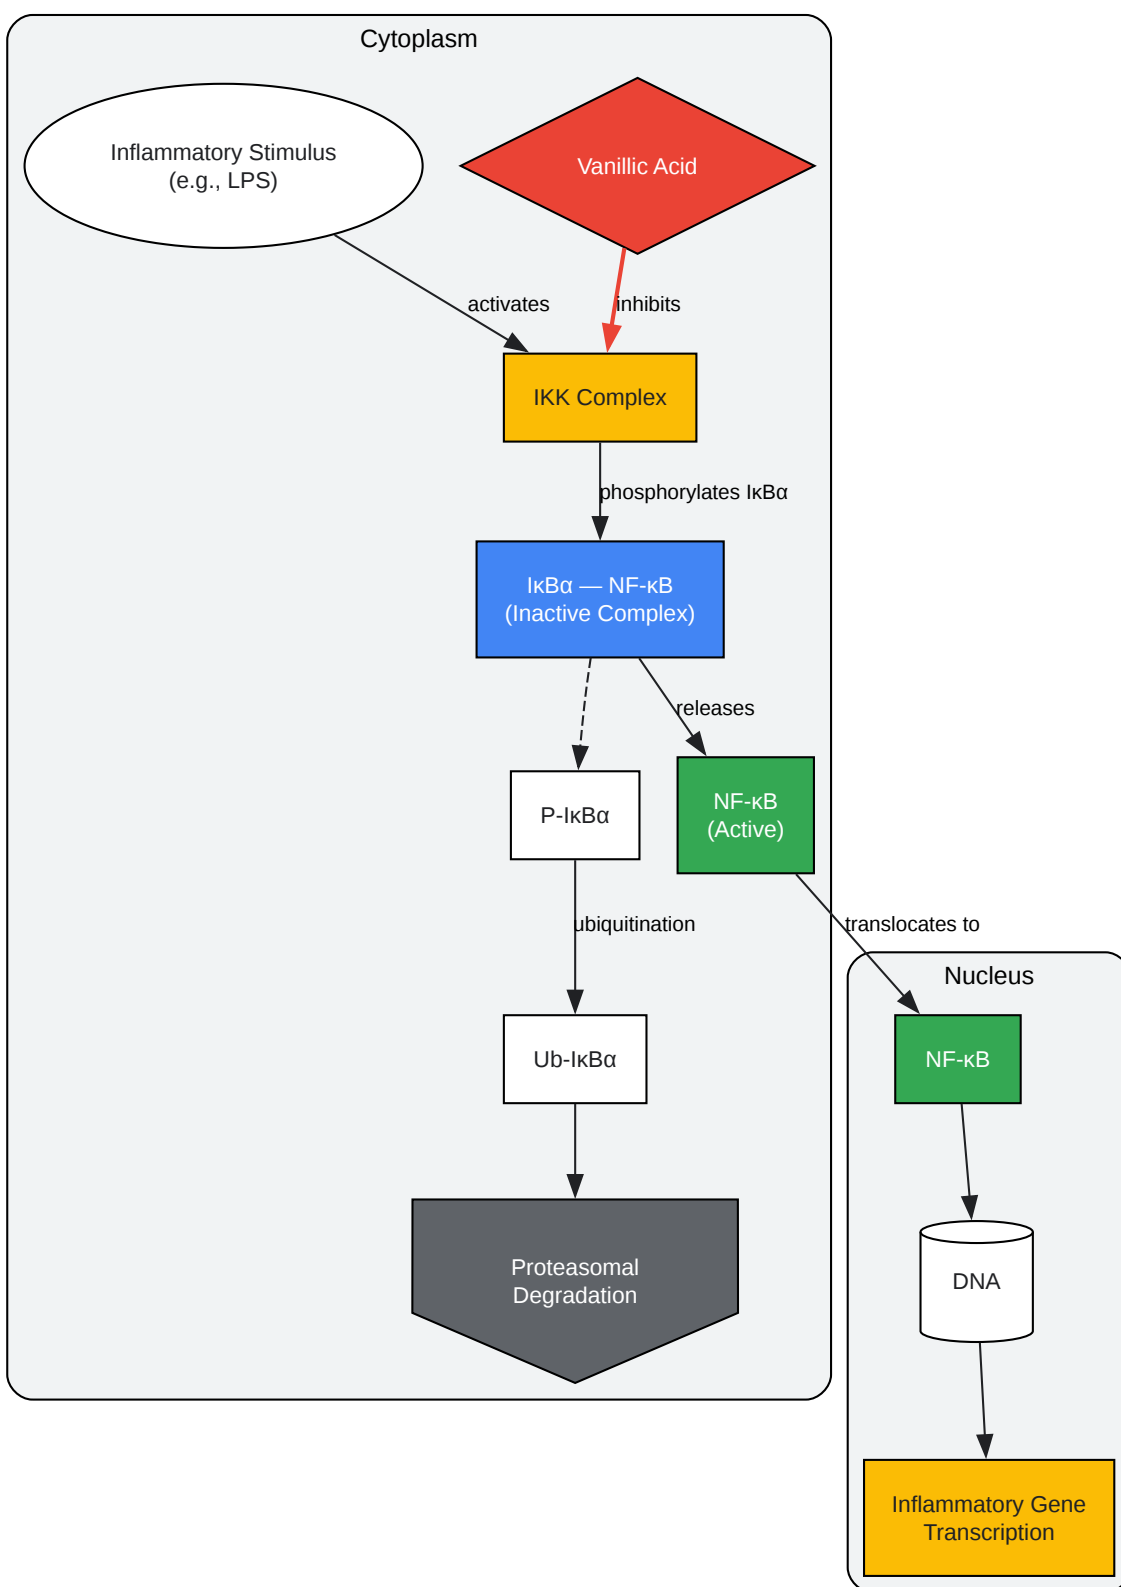 Cytoplasm
Inflammatory Stimulus
(e.g., LPS)
Vanillic Acid
activates
inhibits
IKK Complex
phosphorylates IκBα
IκBα — NF-κB
(Inactive Complex)
releases
P-IκBα
NF-κB
(Active)
ubiquitination
translocates to
Nucleus
Ub-IκBα
NF-κB
Proteasomal
Degradation
DNA
Inflammatory Gene
Transcription